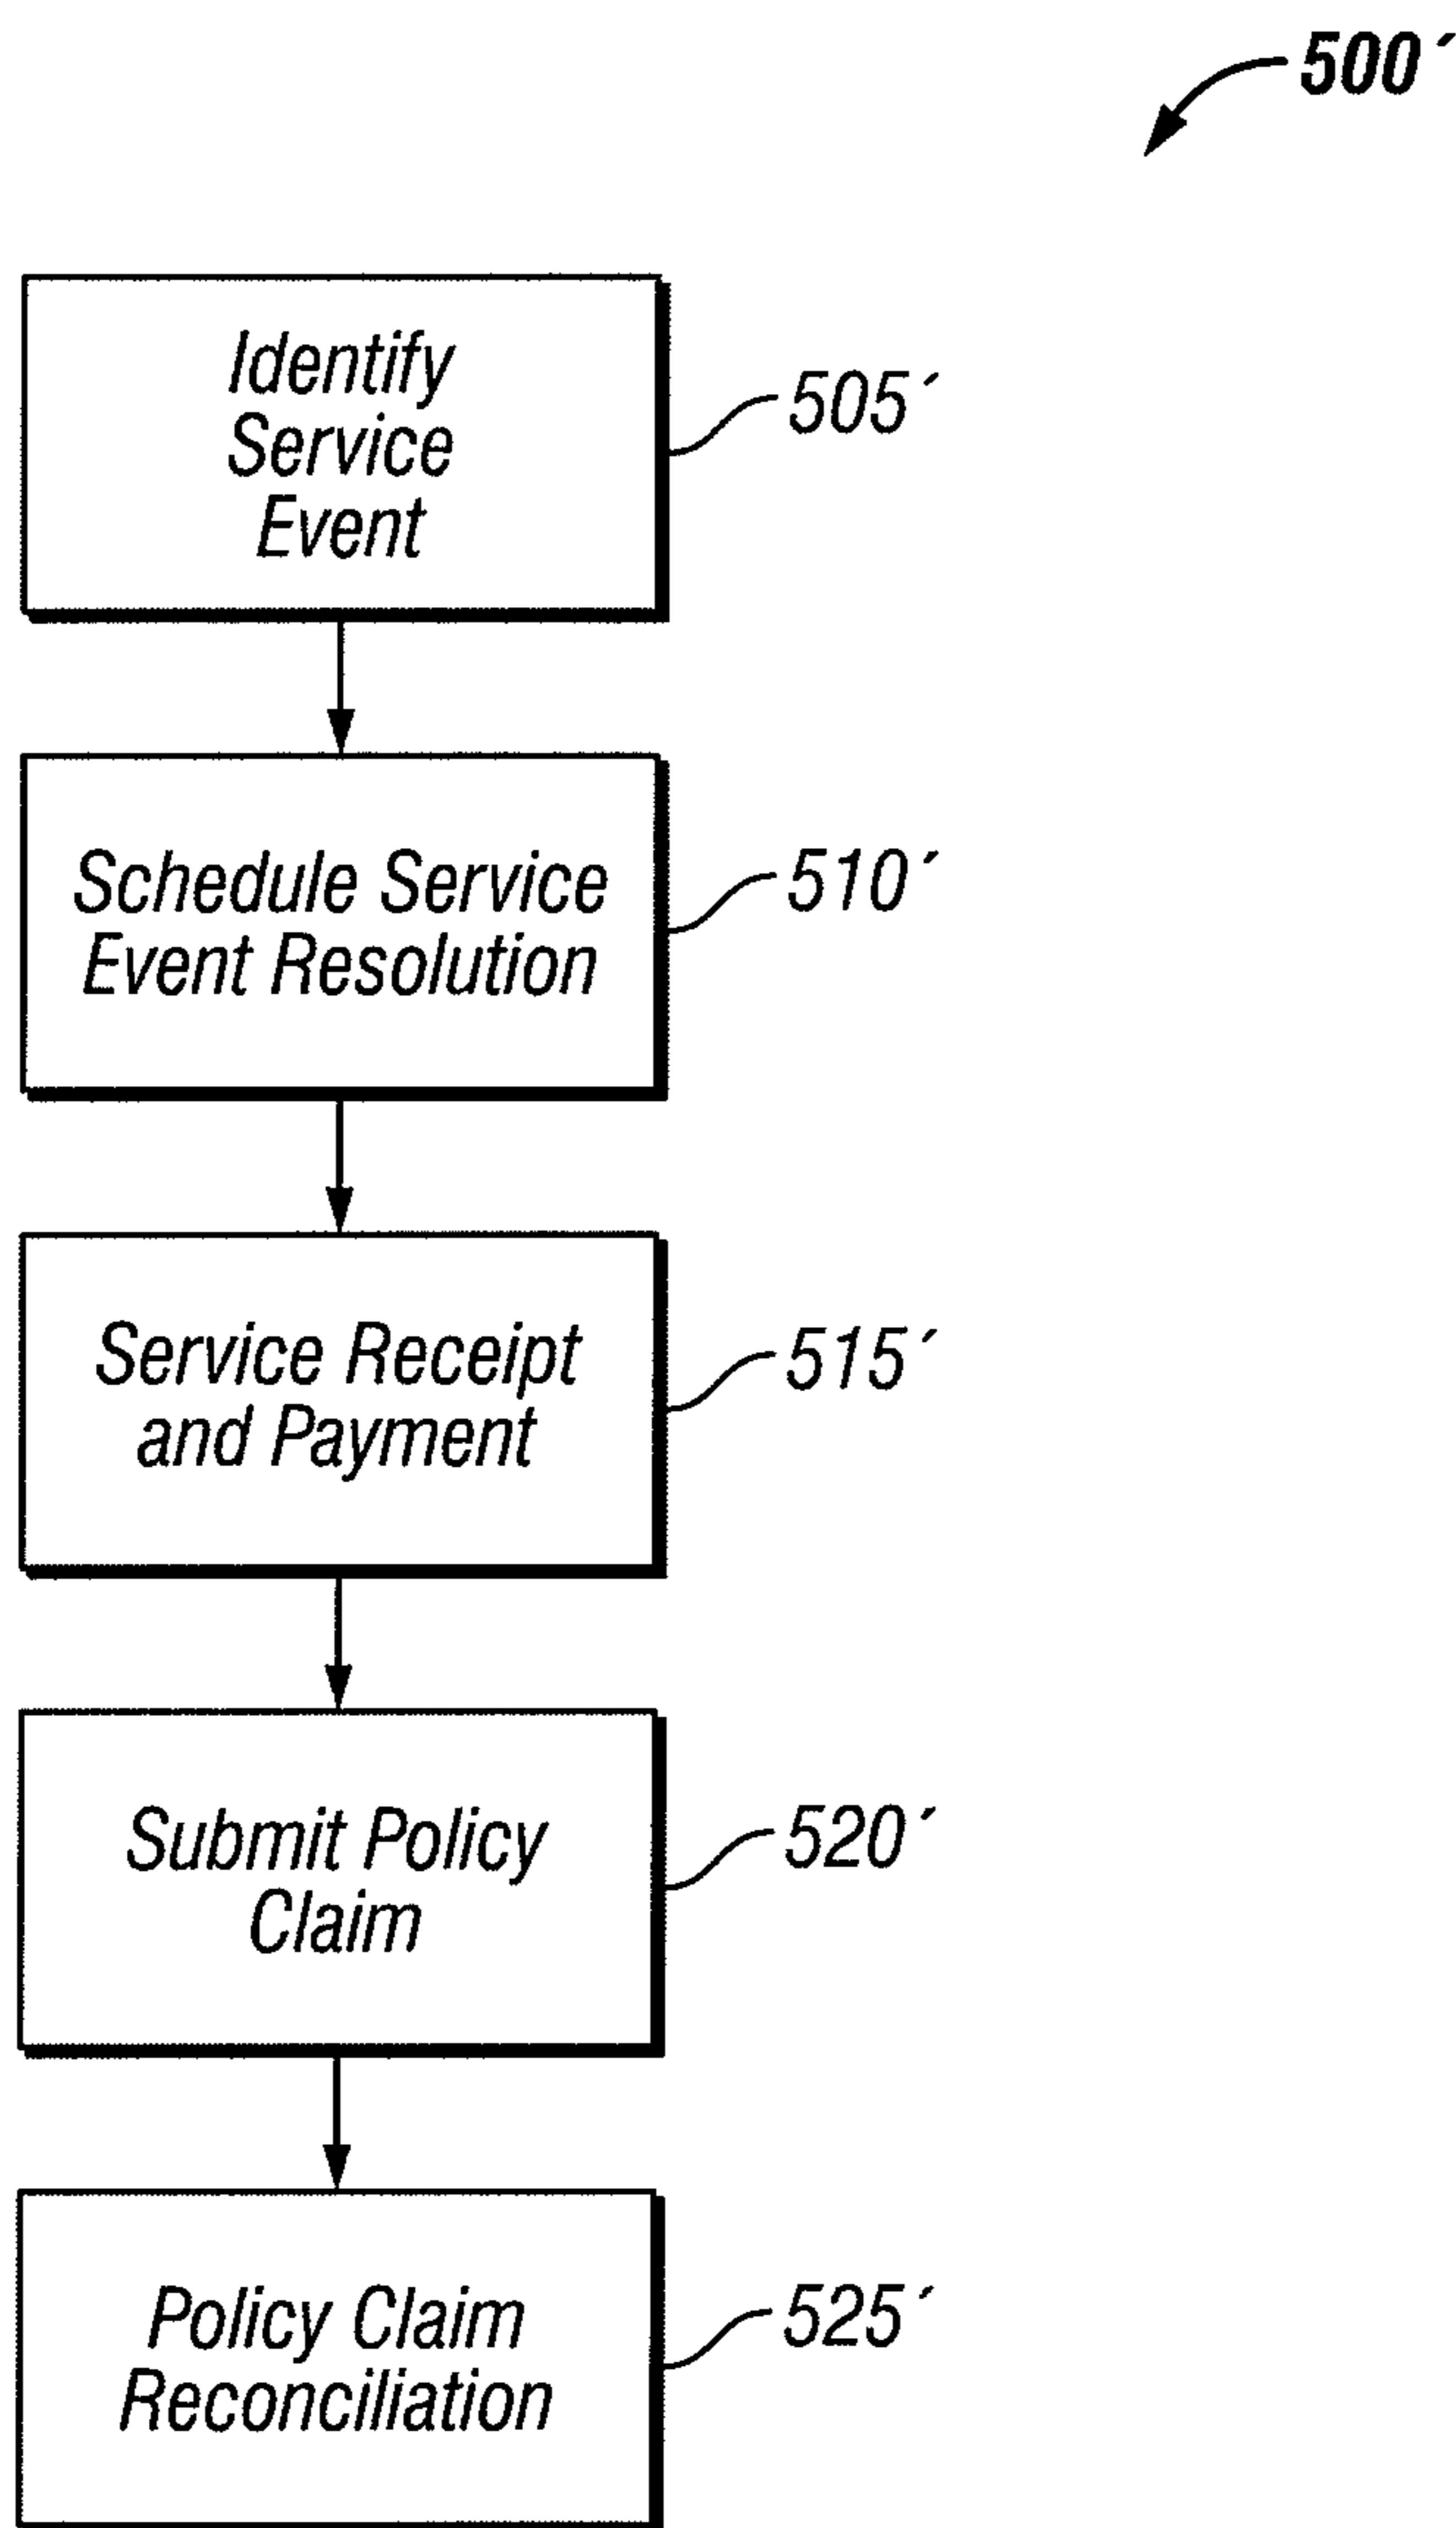 500´
Identify
Service
Event
505´
Schedule Service
Event Resolution
510´
Service Receipt
and Payment
515´
Submit Policy
Claim
520´
Policy Claim
Reconciliation
525´